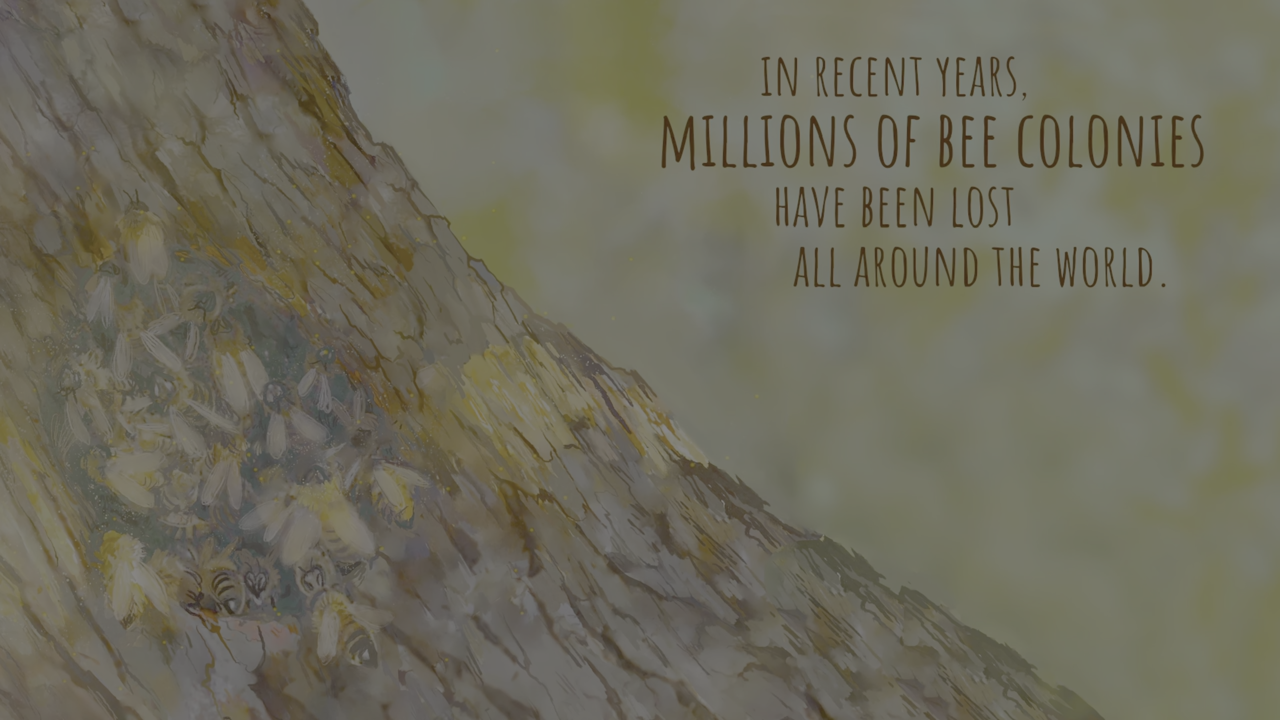 IN RECENT YEARS,
MILLIONS OF BEE COLONIES
HAVE BEEN LOST
ALL AROUND THE WORLD.